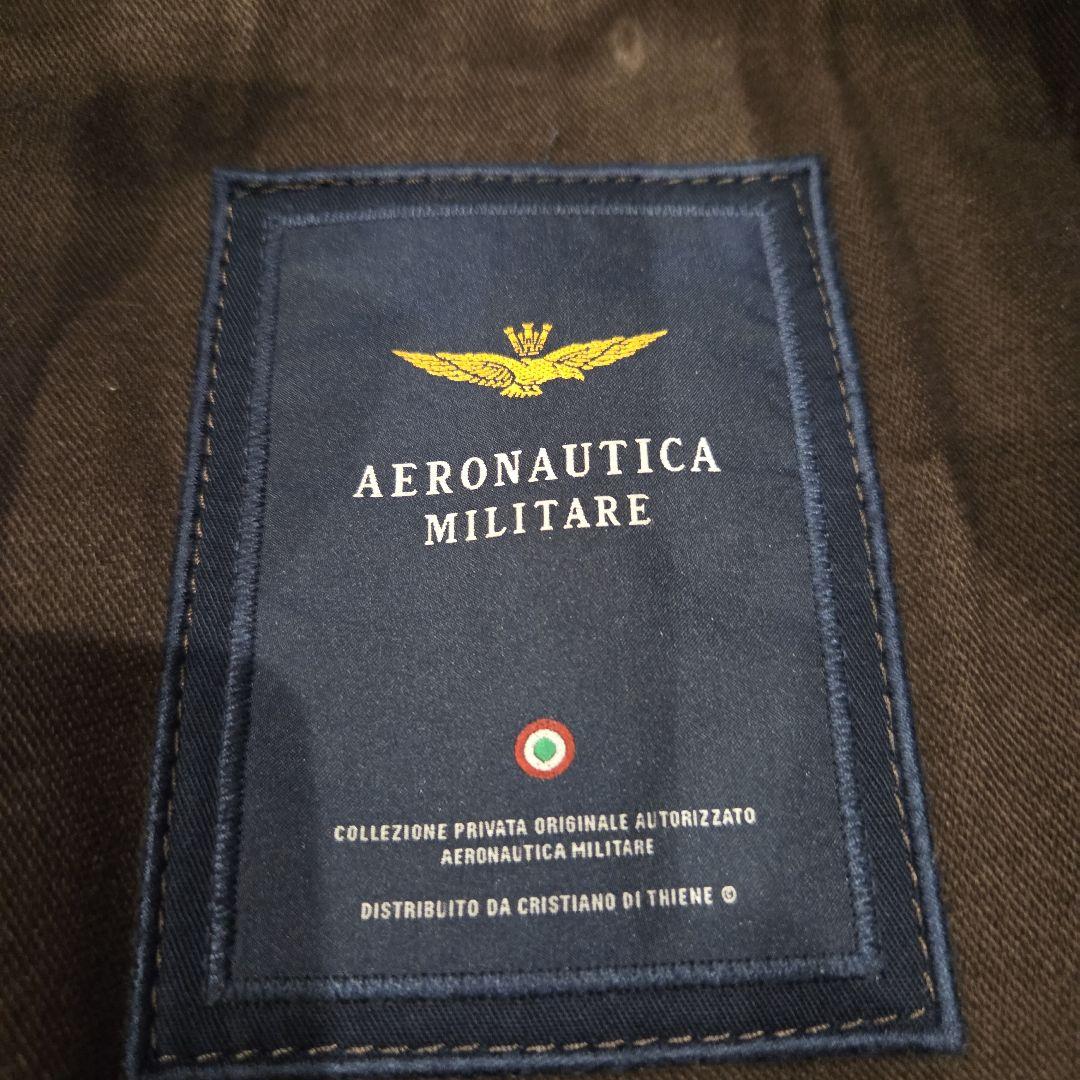 AERONAUTICA
MILITARE
COLLEZIONE PRIVATA ORIGINALE AUTORIZZATO
AERONAUTICA MILITARE
DISTRIBUITO DA CRISTIANO DI THIENE ©